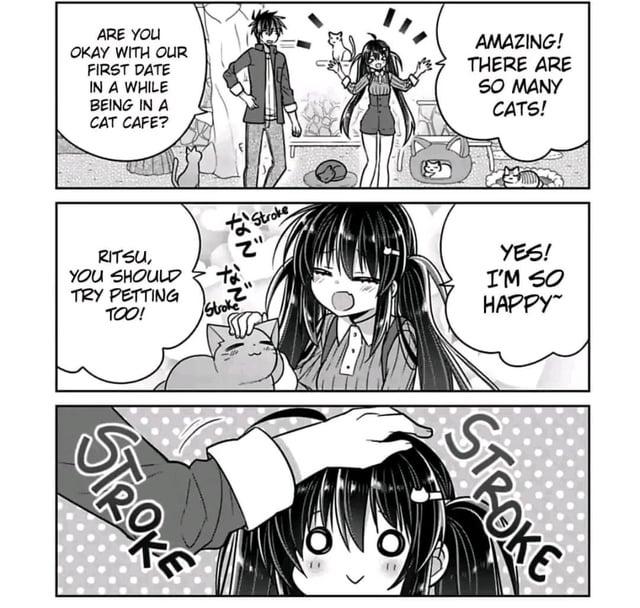 ARE YOU
OKAY WITH OUR
FIRST DATE
IN A WHILE
BEING IN A
CAT CAFE?
AMAZING!
THERE ARE
SO MANY
CATS!
なで
Stroke
なで
Stroke
RITSU,
YOU SHOULD
TRY PETTING
TOO!
YES!
I'M SO
HAPPY~
STROKE
STROKE